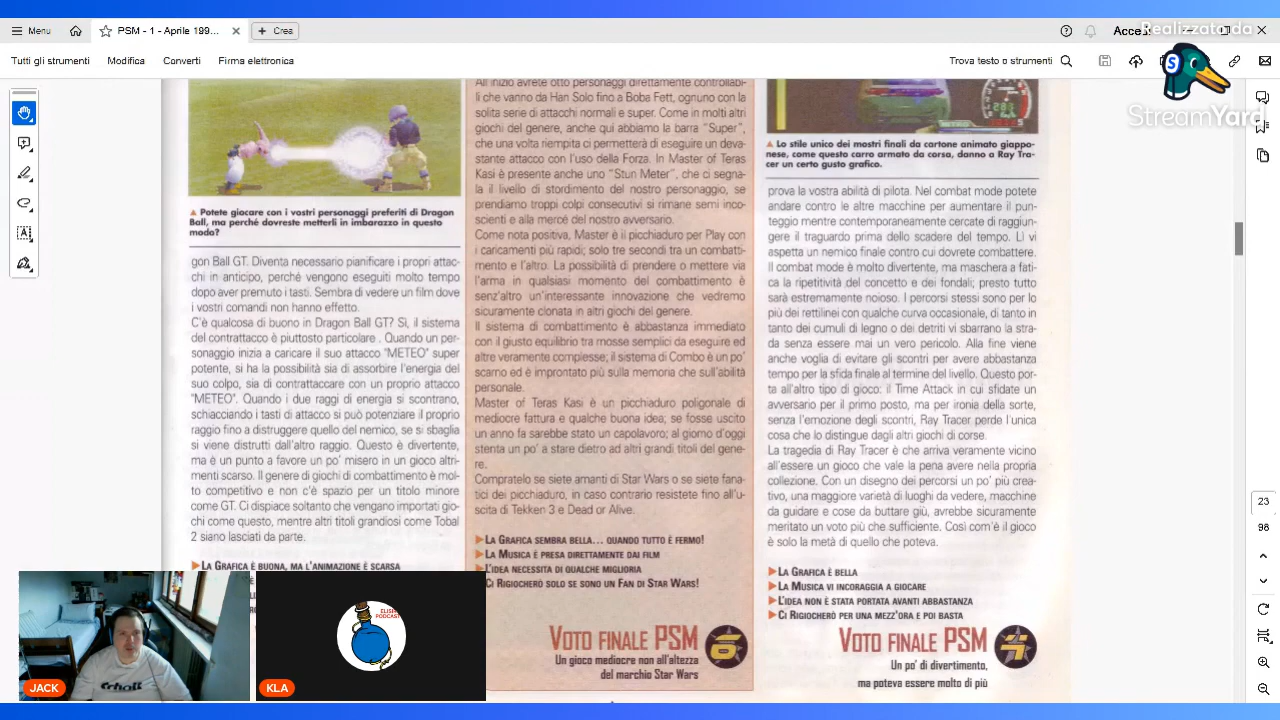 Menu
PSM - 1 - Aprile 199...
Crea
Realizzato da
Tutti gli strumenti
Modifica
Converti
Firma elettronica
Trova testo o strumenti
StreamYard
▲ Potete giocare con i vostri personaggi preferiti di Dragon
Ball, ma perché dovreste metterli in imbarazzo in questo
modo?
gon Ball GT. Diventa necessario pianificare i propri attac-
chi in anticipo, perché vengono eseguiti molto tempo
dopo aver premuto i tasti. Sembra di vedere un film dove
i vostri comandi non hanno effetto.
C'è qualcosa di buono in Dragon Ball GT? Sì, il sistema
del contrattacco è piuttosto particolare . Quando un per-
sonaggio inizia a caricare il suo attacco "METEO" super
potente, si ha la possibilità sia di assorbire l'energia del
suo colpo, sia di contrattaccare con un proprio attacco
"METEO". Quando i due raggi di energia si scontrano,
schiacciando i tasti di attacco si può potenziare il proprio
raggio fino a distruggere quello del nemico, se si sbaglia
si viene distrutti dall'altro raggio. Questo è divertente,
ma è un punto a favore un po' misero in un gioco altri-
menti scarso. Il genere di giochi di combattimento è mol-
to competitivo e non c'è spazio per un titolo minore
come GT. Ci dispiace soltanto che vengano importati gio-
chi come questo, mentre altri titoli grandiosi come Tobal
2 siano lasciati da parte.
▶La Grafica è buona, ma l'animazione è scarsa
All'inizio avrete otto personaggi direttamente controllabi-
li che vanno da Han Solo fino a Boba Fett, ognuno con la
solita serie di attacchi normali e super. Come in molti altri
giochi del genere, anche qui abbiamo la barra "Super",
che una volta riempita ci permetterà di eseguire un deva-
stante attacco con l'uso della Forza. In Master of Teras
Kasi è presente anche uno "Stun Meter", che ci segna-
la il livello di stordimento del nostro personaggio, se
prendiamo troppi colpi consecutivi si rimane semi inco-
scienti e alla mercé del nostro avversario.
Come nota positiva, Master è il picchiaduro per Play con
i caricamenti più rapidi; solo tre secondi tra un combatti-
mento e l'altro. La possibilità di prendere o mettere via
l'arma in qualsiasi momento del combattimento è
senz'altro un'interessante innovazione che vedremo
sicuramente clonata in altri giochi del genere.
Il sistema di combattimento è abbastanza immediato
con il giusto equilibrio tra mosse semplici da eseguire ed
altre veramente complesse; il sistema di Combo è un po'
scarno ed è improntato più sulla memoria che sull'abilità
personale.
Master of Teras Kasi è un picchiaduro poligonale di
mediocre fattura e qualche buona idea; se fosse uscito
un anno fa sarebbe stato un capolavoro; al giorno d'oggi
stenta un po' a stare dietro ad altri grandi titoli del gene-
re.
Compratelo se siete amanti di Star Wars o se siete fana-
tici dei picchiaduro, in caso contrario resistete fino all'u-
scita di Tekken 3 e Dead or Alive.
▶La Grafica sembra bella... quando tutto è fermo!
▶La Musica è presa direttamente dai film
▶L'idea necessita di qualche miglioria
Ci Rigiocherò solo se sono un Fan di Star Wars!
Voto finale PSM 6
Un gioco mediocre non all'altezza
del marchio Star Wars
▲ Lo stile unico dei mostri finali da cartone animato giappo-
nese, come questo carro armato da corsa, danno a Ray Tra-
cer un certo gusto grafico.
prova la vostra abilità di pilota. Nel combat mode potete
andare contro le altre macchine per aumentare il pun-
teggio mentre contemporaneamente cercate di raggiun-
gere il traguardo prima dello scadere del tempo. Lì vi
aspetta un nemico finale contro cui dovrete combattere.
Il combat mode è molto divertente, ma maschera a fati-
ca la ripetitività del concetto e dei fondali; presto tutto
sarà estremamente noioso. I percorsi stessi sono per lo
più dei rettilinei con qualche curva occasionale, di tanto in
tanto dei cumuli di legno o dei detriti vi sbarrano la stra-
da senza essere mai un vero pericolo. Alla fine viene
anche voglia di evitare gli scontri per avere abbastanza
tempo per la sfida finale al termine del livello. Questo por-
ta all'altro tipo di gioco: il Time Attack in cui sfidate un
avversario per il primo posto, ma per ironia della sorte,
senza l'emozione degli scontri, Ray Tracer perde l'unica
cosa che lo distingue dagli altri giochi di corse.
La tragedia di Ray Tracer è che arriva veramente vicino
all'essere un gioco che vale la pena avere nella propria
collezione. Con un disegno dei percorsi un po' più crea-
tivo, una maggiore varietà di luoghi da vedere, macchine
da guidare e cose da buttare giù, avrebbe sicuramente
meritato un voto più che sufficiente. Così com'è il gioco
è solo la metà di quello che poteva.
▶La Grafica è bella
▶La Musica vi incoraggia a giocare
▶L'idea non è stata portata avanti abbastanza
▶Ci Rigiocherò per una mezz'ora e poi basta
Voto finale PSM 4
Un po' di divertimento,
ma poteva essere molto di più
23
98
PODCAST
JACK
KLA